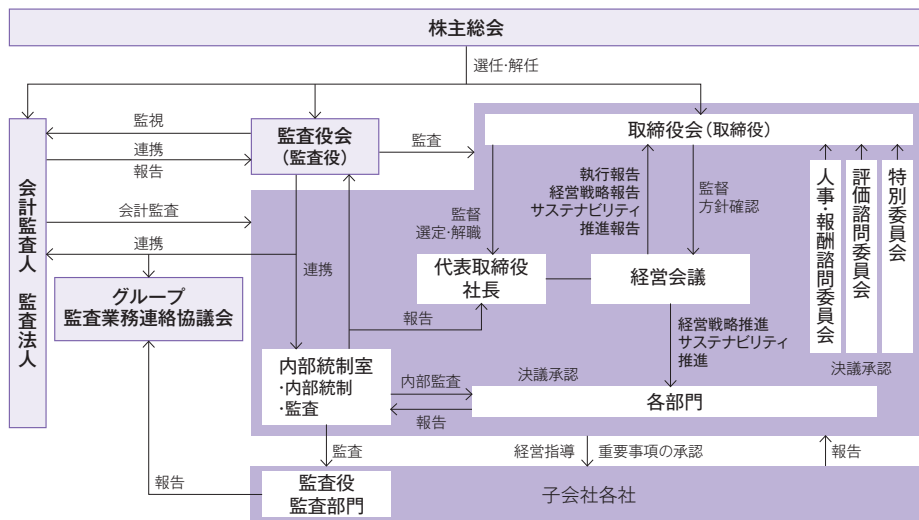 株主総会
選任・解任
監視
連携
報告
会計監査
連携
会計監査人　監査法人
監査役会
（監査役）
監査
グループ
監査業務連絡協議会
連携
報告
取締役会（取締役）
監督
選定・解職
執行報告
経営戦略報告
サステナビリティ
推進報告
監督
方針確認
代表取締役
社長
経営会議
人事・報酬諮問委員会
評価諮問委員会
特別委員会
決議承認
経営戦略推進
サステナビリティ
推進
内部統制室
・内部統制
・監査
内部監査
報告
決議承認
各部門
監査
経営指導
重要事項の承認
報告
報告
監査役
監査部門
子会社各社